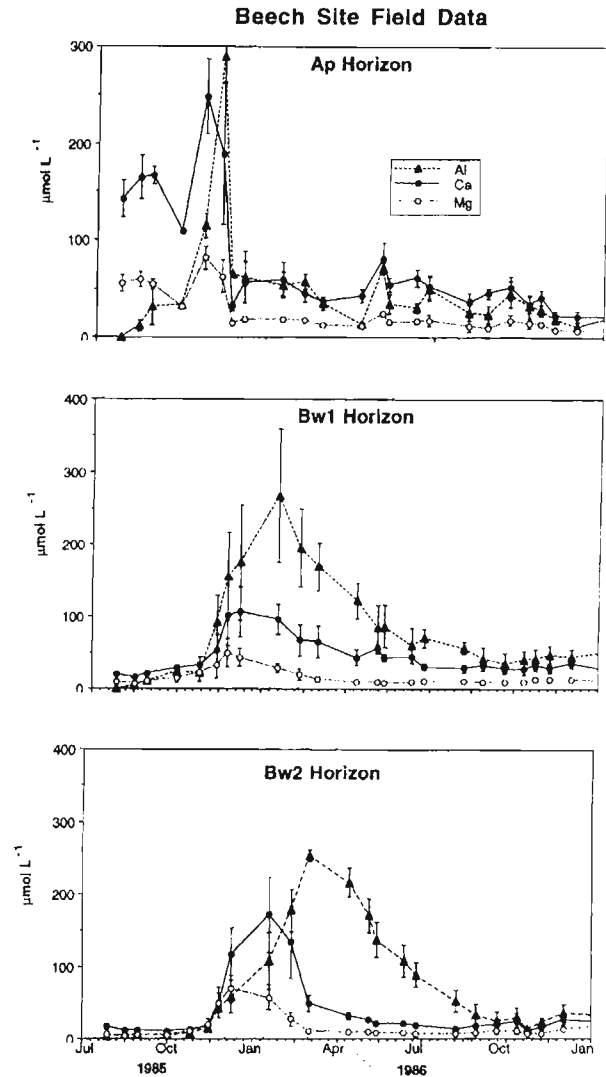 Beech Site Field Data
Ap Horizon
300
200
100
0
μmol L⁻¹
Al
Ca
Mg
Bw1 Horizon
400
300
200
100
0
μmol L⁻¹
Bw2 Horizon
400
300
200
100
0
μmol L⁻¹
Jul Oct Jan Apr Jul Oct Jan
1985 1986